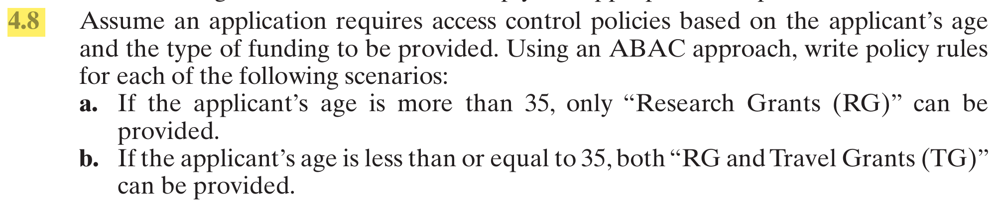 4.8 Assume an application requires access control policies based on the applicant’s age
and the type of funding to be provided. Using an ABAC approach, write policy rules
for each of the following scenarios:
a. If the applicant’s age is more than 35, only “Research Grants (RG)” can be
provided.
b. If the applicant’s age is less than or equal to 35, both “RG and Travel Grants (TG)”
can be provided.